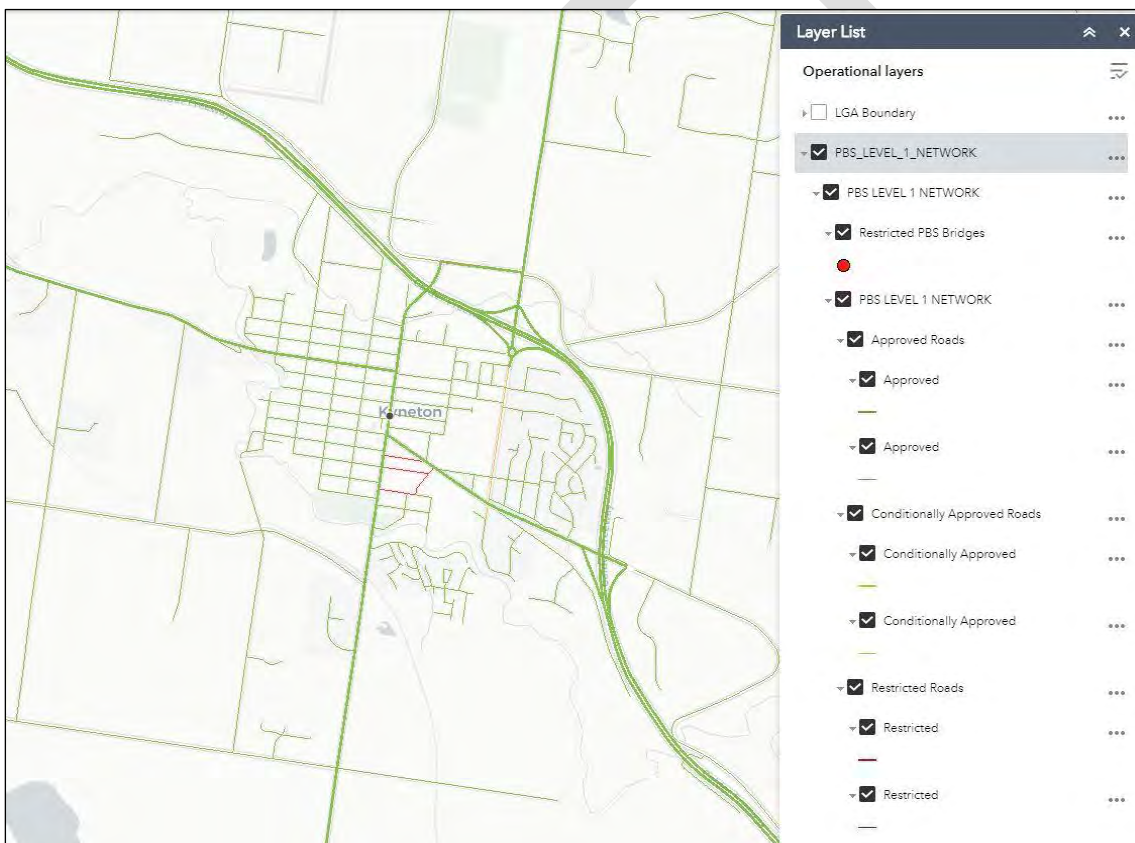 Kyneton
Layer List
Operational layers
LGA Boundary
PBS_LEVEL_1_NETWORK
PBS LEVEL 1 NETWORK
Restricted PBS Bridges
PBS LEVEL 1 NETWORK
Approved Roads
Approved
Approved
Conditionally Approved Roads
Conditionally Approved
Conditionally Approved
Restricted Roads
Restricted
Restricted